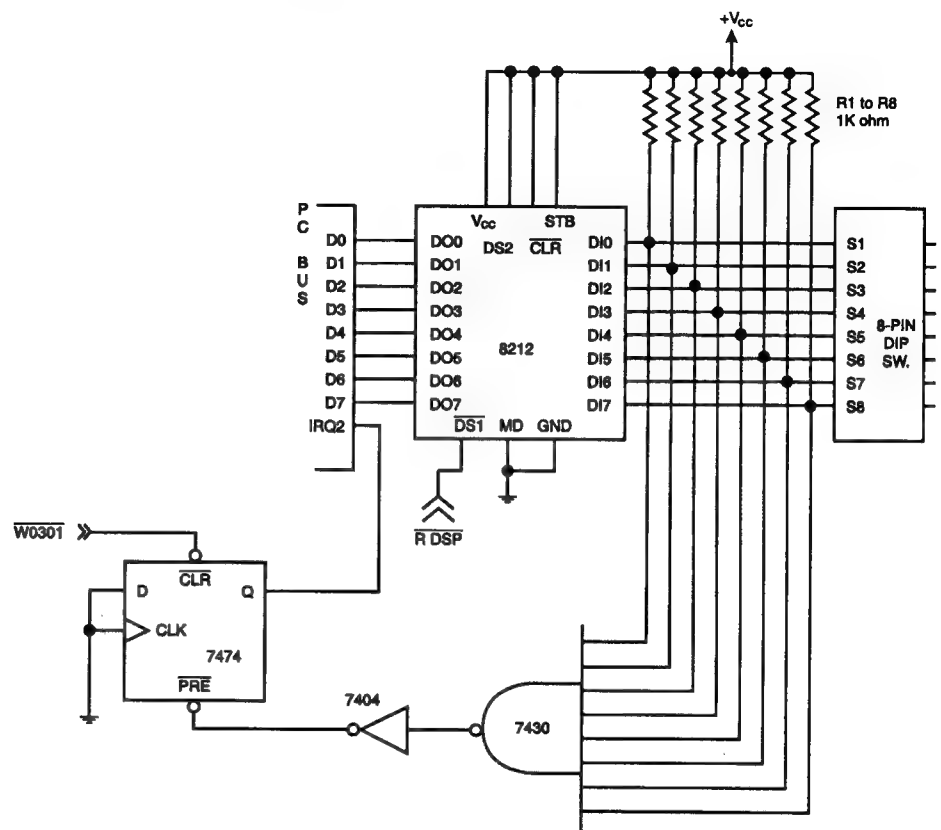 +Vcc
R1 to R8
1K ohm
PC BUS
D0
D1
D2
D3
D4
D5
D6
D7
IRQ2
Vcc
STB
DS2
CLR
DO0
DO1
DO2
DO3
DO4
DO5
DO6
DO7
8212
DI0
DI1
DI2
DI3
DI4
DI5
DI6
DI7
DS1
MD
GND
R DSP
S1
S2
S3
S4
S5
S6
S7
S8
8-PIN
DIP
SW.
W0301
CLR
D
Q
CLK
7474
PRE
7404
7430